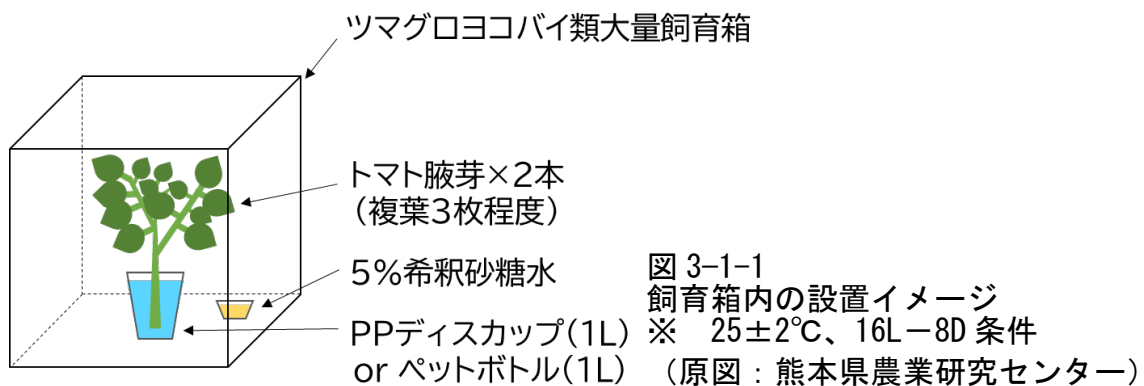 ツマグロヨコバイ類大量飼育箱
トマト腋芽×2本
（複葉3枚程度）
5%希釈砂糖水
PPディスカップ(1L)
or ペットボトル(1L)
図 3-1-1
飼育箱内の設置イメージ
※　25±2℃、16L－8D 条件
（原図：熊本県農業研究センター）